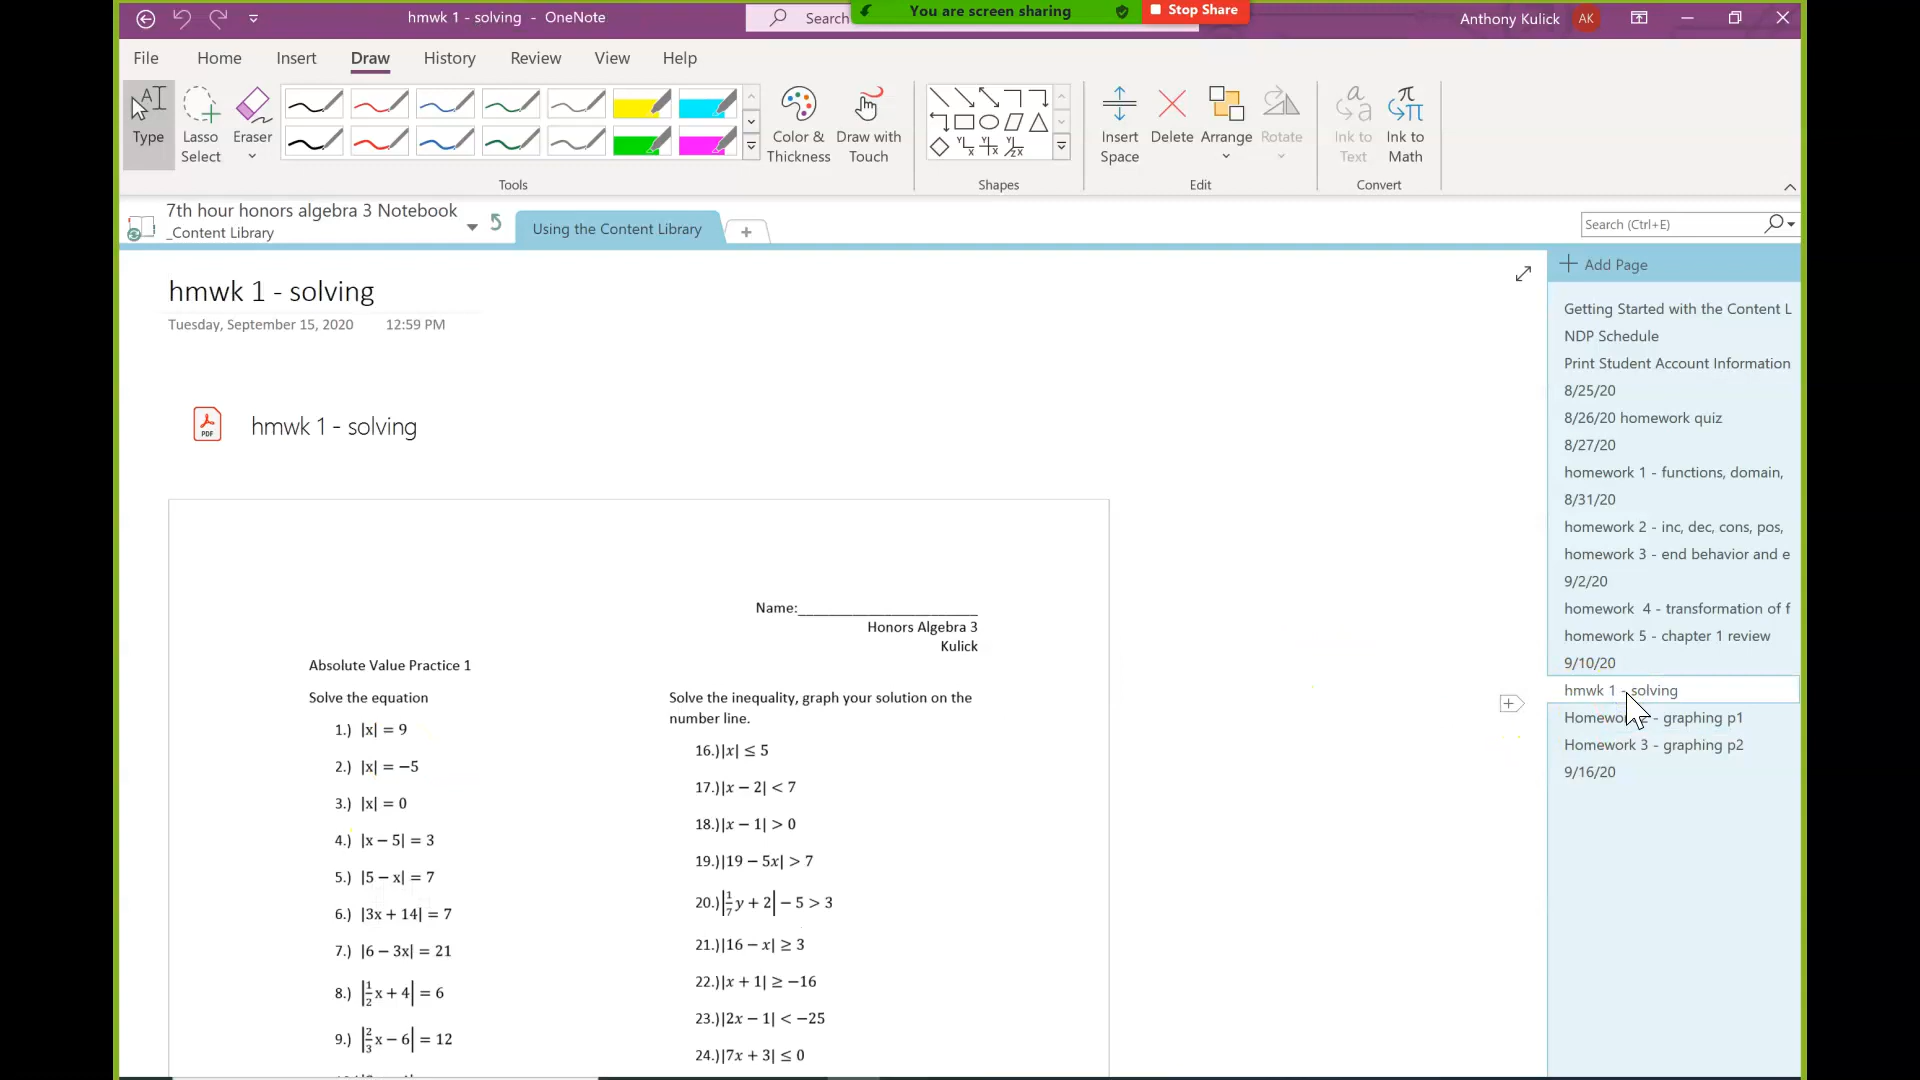 hmwk 1 - solving - OneNote
Search
You are screen sharing
Stop Share
Anthony Kulick
AK
File Home Insert Draw History Review View Help
Type
Lasso Select
Eraser
Color & Thickness
Draw with Touch
Tools
Shapes
Insert Space
Delete
Arrange
Rotate
Edit
Ink to Text
Ink to Math
Convert
7th hour honors algebra 3 Notebook
_Content Library
Using the Content Library
Search (Ctrl+E)
hmwk 1 - solving
Tuesday, September 15, 2020 12:59 PM
PDF
hmwk 1 - solving
Name:________________________
Honors Algebra 3
Kulick
Absolute Value Practice 1
Solve the equation
1.) |x| = 9
2.) |x| = −5
3.) |x| = 0
4.) |x − 5| = 3
5.) |5 − x| = 7
6.) |3x + 14| = 7
7.) |6 − 3x| = 21
8.) |1/2 x + 4| = 6
9.) |2/3 x − 6| = 12
Solve the inequality, graph your solution on the
number line.
16.)|x| ≤ 5
17.)|x − 2| < 7
18.)|x − 1| > 0
19.)|19 − 5x| > 7
20.)|1/7 y + 2| − 5 > 3
21.)|16 − x| ≥ 3
22.)|x + 1| ≥ −16
23.)|2x − 1| < −25
24.)|7x + 3| ≤ 0
Add Page
Getting Started with the Content L
NDP Schedule
Print Student Account Information
8/25/20
8/26/20 homework quiz
8/27/20
homework 1 - functions, domain,
8/31/20
homework 2 - inc, dec, cons, pos,
homework 3 - end behavior and e
9/2/20
homework 4 - transformation of f
homework 5 - chapter 1 review
9/10/20
hmwk 1 - solving
Homework 2 - graphing p1
Homework 3 - graphing p2
9/16/20